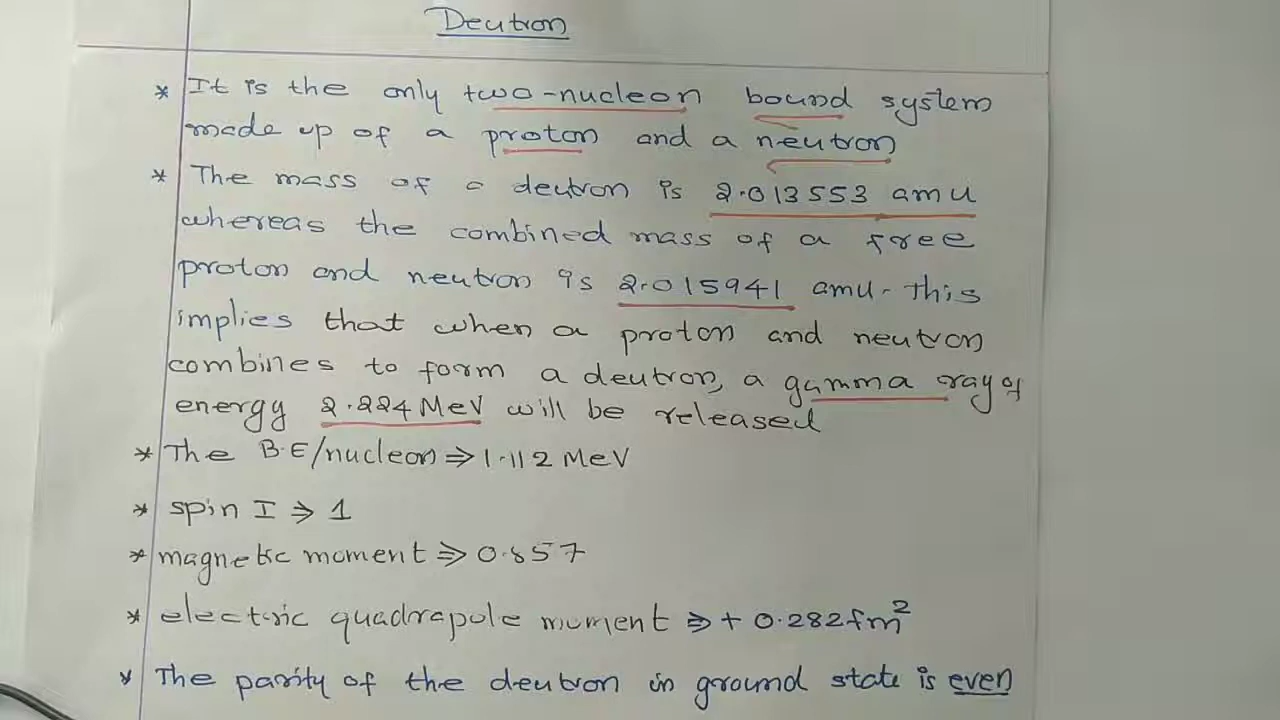 Deutron
* It is the only two-nucleon bound system
made up of a proton and a neutron
* The mass of a deutron is 2.013553 amu
whereas the combined mass of a free
proton and neutron is 2.015941 amu. This
implies that when a proton and neutron
combines to form a deutron, a gamma ray of
energy 2.224 MeV will be released
* The B.E/nucleon ⇒ 1.112 MeV
* spin I ⇒ 1
* magnetic moment ⇒ 0.857
* electric quadrapole moment ⇒ + 0.282 fm²
* The parity of the deutron in ground state is even